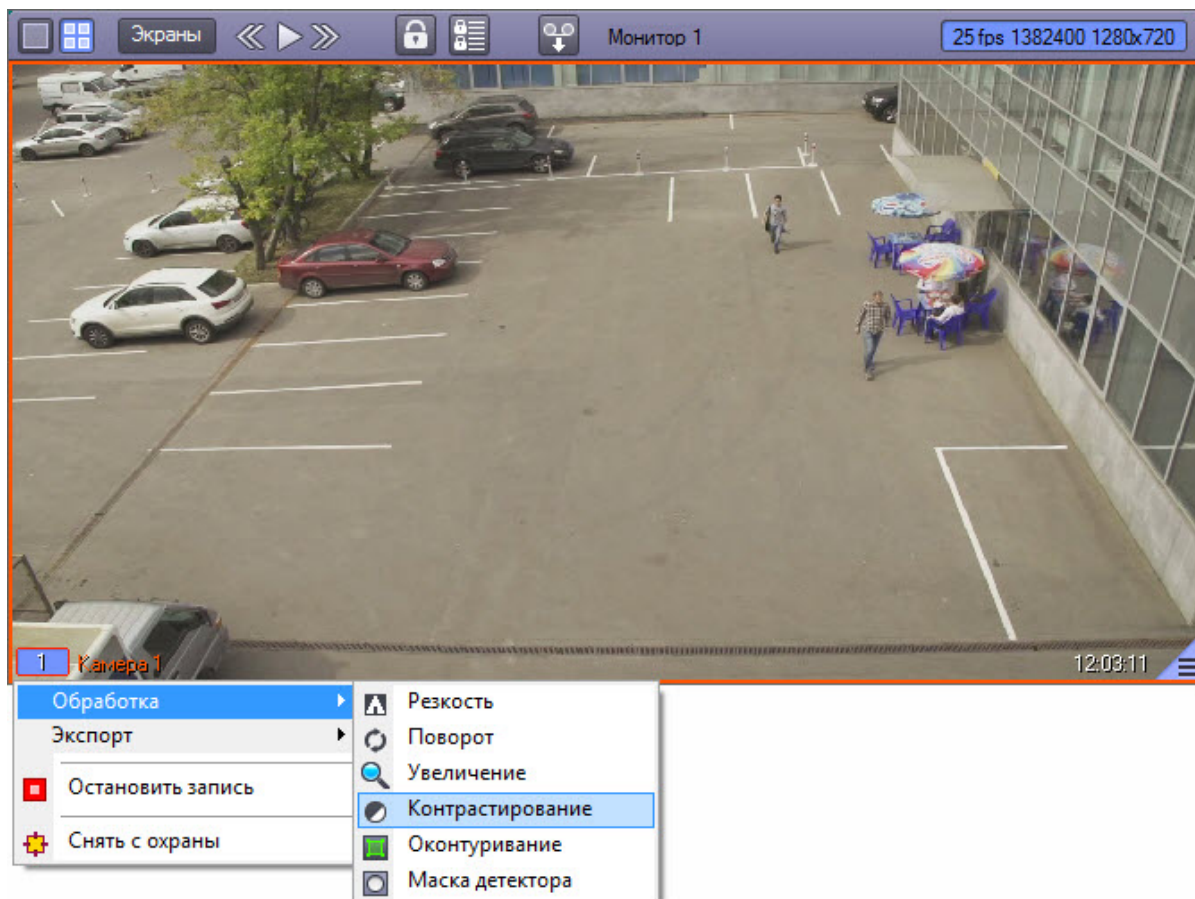 Экраны
Монитор 1
25 fps 1382400 1280x720
1 Камера 1
12:03:11
Обработка
Экспорт
Остановить запись
Снять с охраны
Резкость
Поворот
Увеличение
Контрастирование
Оконтуривание
Маска детектора